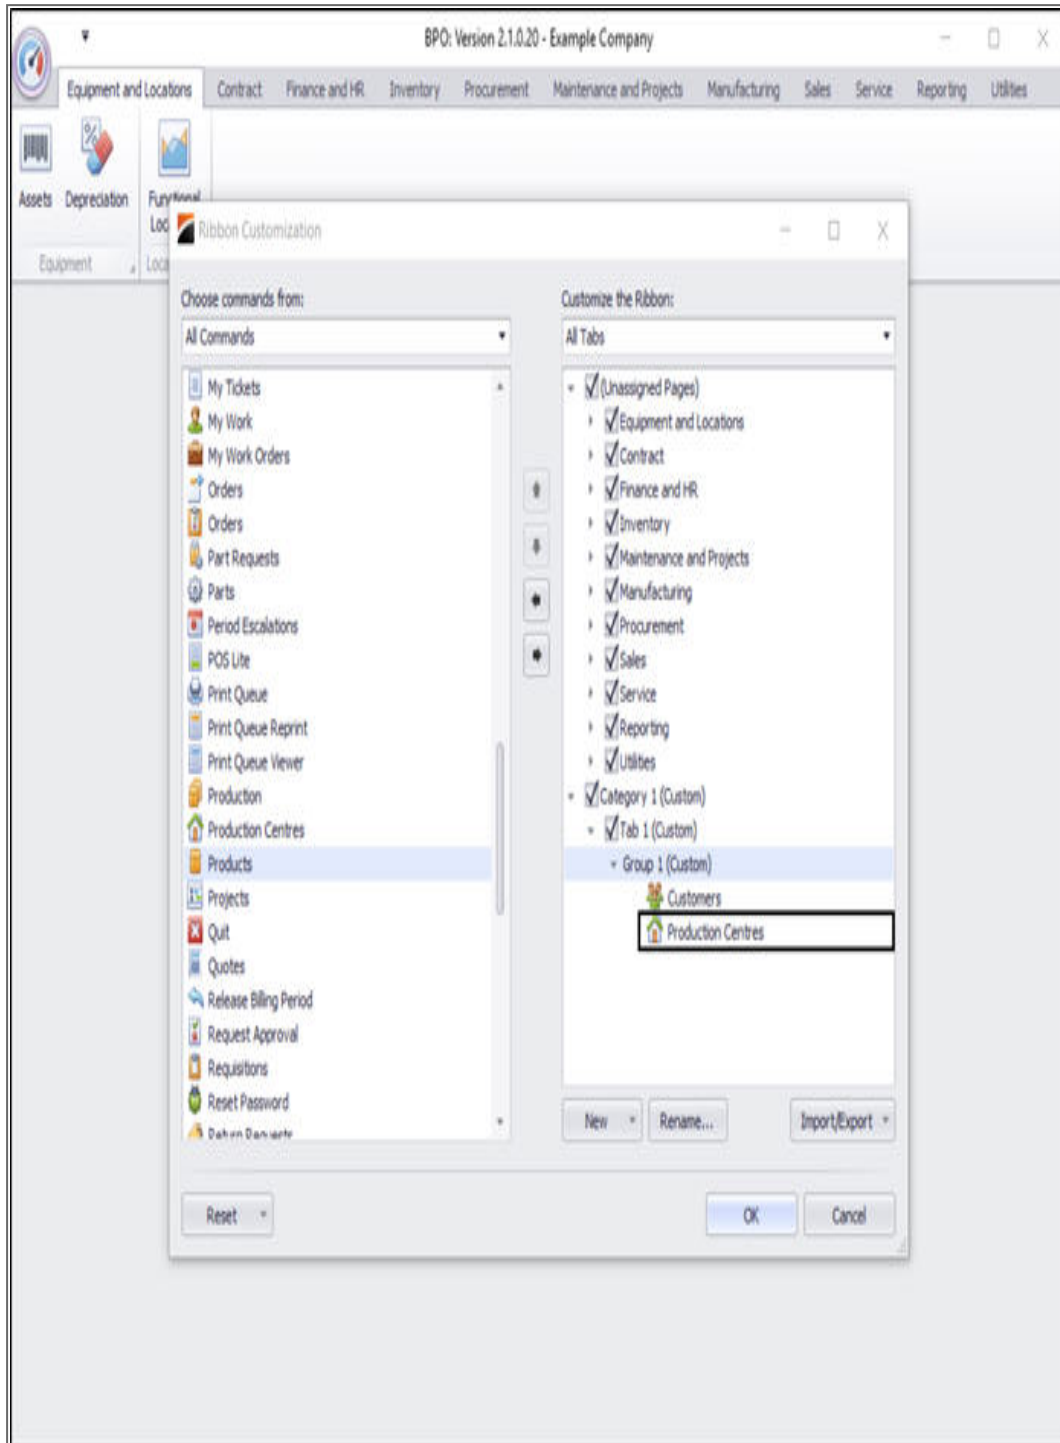 BPO: Version 2.1.0.20 - Example Company
Equipment and Locations Contract Finance and HR Inventory Procurement Maintenance and Projects Manufacturing Sales Service Reporting Utilities
Assets Depreciation Functional
Equipment
Ribbon Customization
Choose commands from:
All Commands
My Tickets
My Work
My Work Orders
Orders
Orders
Part Requests
Parts
Period Escalations
POS Lite
Print Queue
Print Queue Reprint
Print Queue Viewer
Production
Production Centres
Products
Projects
Quit
Quotes
Release Billing Period
Request Approval
Requisitions
Reset Password
Return Requests
Customize the Ribbon:
All Tabs
(Unassigned Pages)
Equipment and Locations
Contract
Finance and HR
Inventory
Maintenance and Projects
Manufacturing
Procurement
Sales
Service
Reporting
Utilities
Category 1 (Custom)
Tab 1 (Custom)
Group 1 (Custom)
Customers
Production Centres
New Rename... Import/Export
Reset OK Cancel